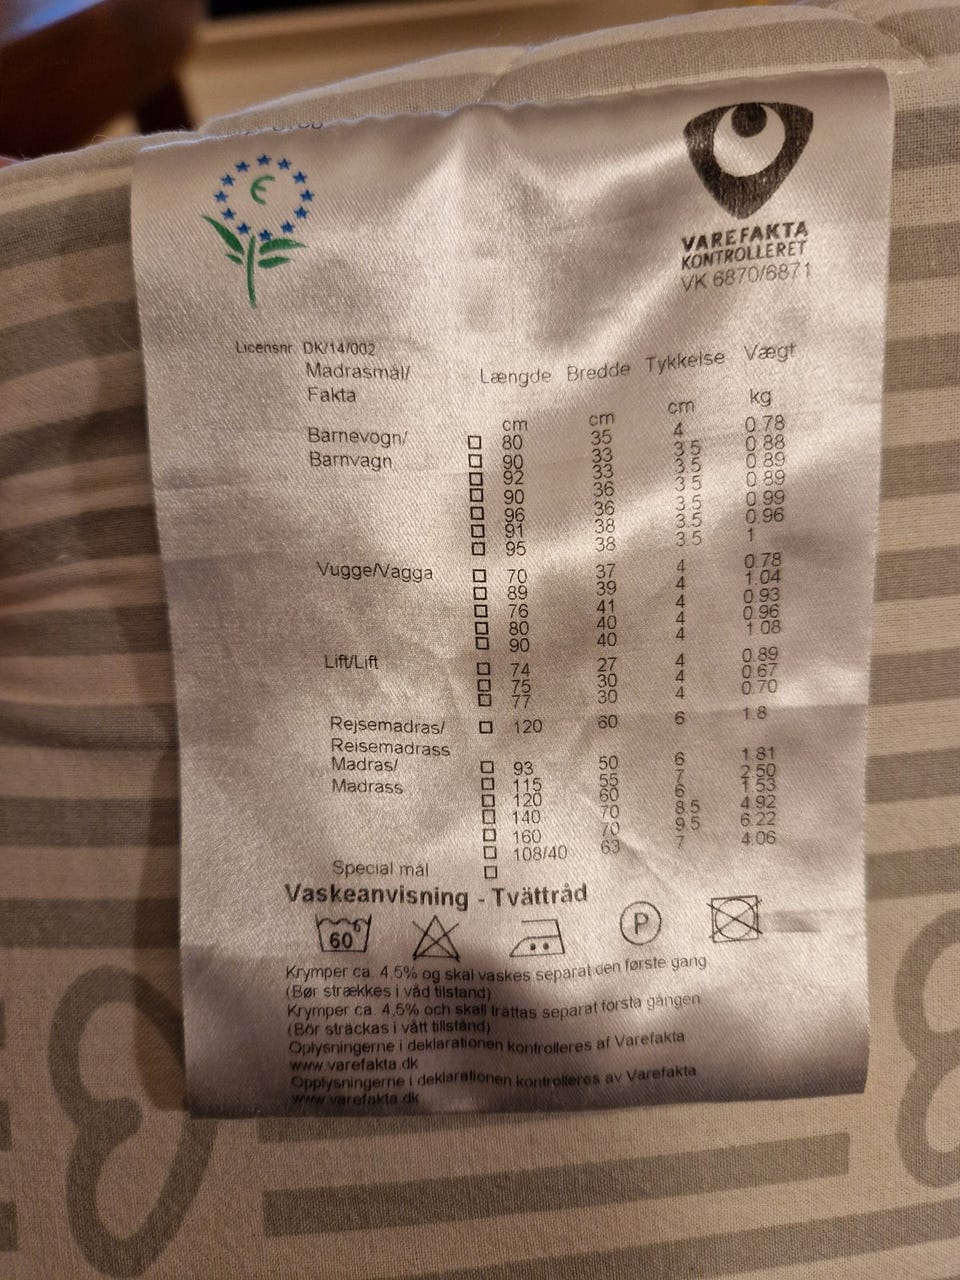 VAREFAKTA
KONTROLLERET
VK 6870/6871
Licensnr. DK/14/002
Madrasmål/ Længde Bredde Tykkelse Vægt
Fakta
cm cm cm kg
Barnevogn/ 80 35 4 0.78
Barnvagn 90 33 3.5 0.88
92 33 3.5 0.89
90 36 3.5 0.89
96 36 3.5 0.99
91 38 3.5 0.96
95 38 3.5 1
Vugge/Vagga 70 37 4 0.78
89 39 4 1.04
76 41 4 0.93
80 40 4 0.96
90 40 4 1.08
Lift/Lift 74 27 4 0.89
75 30 4 0.67
77 30 4 0.70
Rejsemadras/ 120 60 6 1.8
Reisemadrass
Madras/ 93 50 6 1.81
Madrass 115 55 7 2.50
120 60 6 1.53
140 70 8.5 4.92
160 70 9.5 6.22
108/40 63 7 4.06
Special mål
Vaskeanvisning - Tvättråd
60 P
Krymper ca. 4,5% og skal vaskes separat den første gang
(Bør strækkes i våd tilstand)
Krymper ca. 4,5% och skall trättas separat första gången
(Bör sträckas i vått tillstånd)
Oplysningerne i deklarationen kontrolleres af Varefakta
www.varefakta.dk
Opplysningerne i deklarationen kontrolleres av Varefakta
www.varefakta.dk